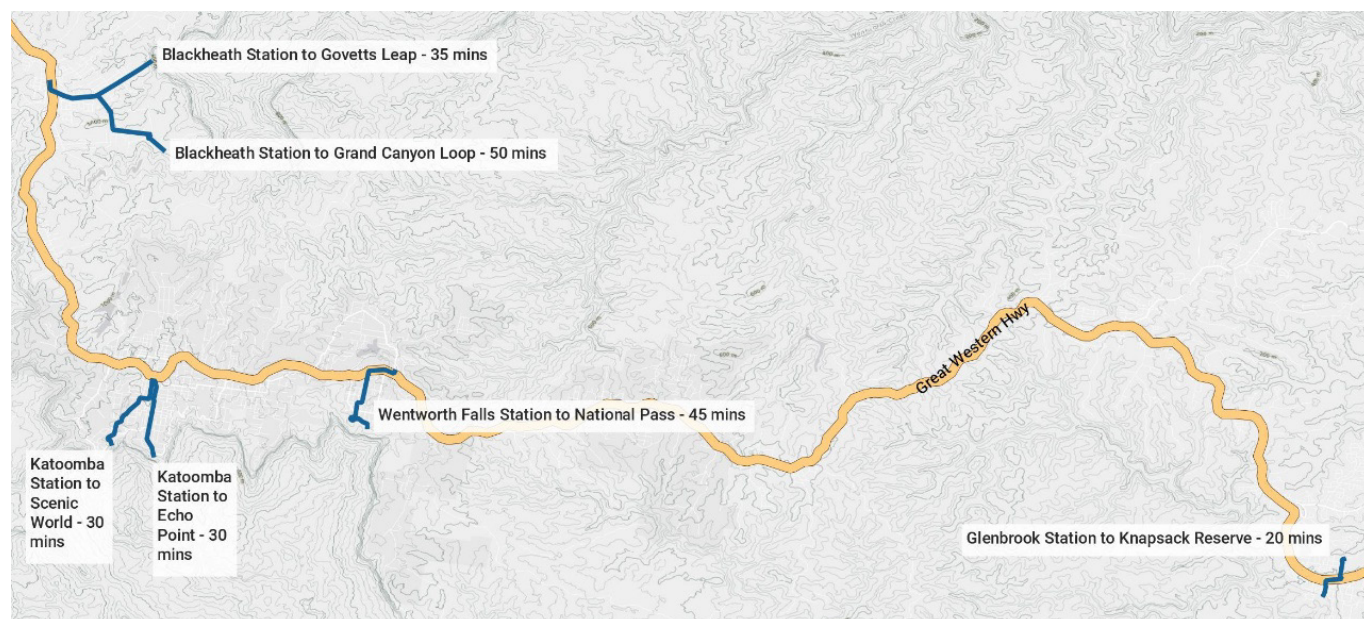 Blackheath Station to Govetts Leap - 35 mins
Blackheath Station to Grand Canyon Loop - 50 mins
Great Western Hwy
Wentworth Falls Station to National Pass - 45 mins
Katoomba
Station to
Scenic
World - 30
mins
Katoomba
Station to
Echo
Point - 30
mins
Glenbrook Station to Knapsack Reserve - 20 mins